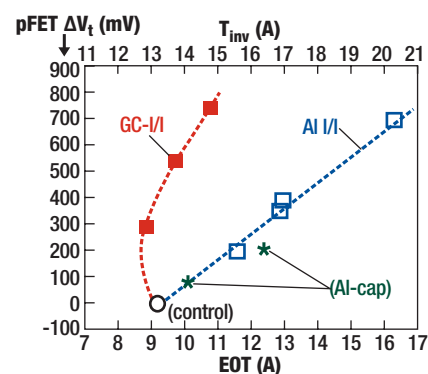 pFET ΔVt (mV)
Tinv (A)
11 12 13 14 15 16 17 18 19 20 21
900
800
700
600
500
400
300
200
100
0
-100
GC-I/I
Al I/I
(Al-cap)
(control)
7 8 9 10 11 12 13 14 15 16 17
EOT (A)